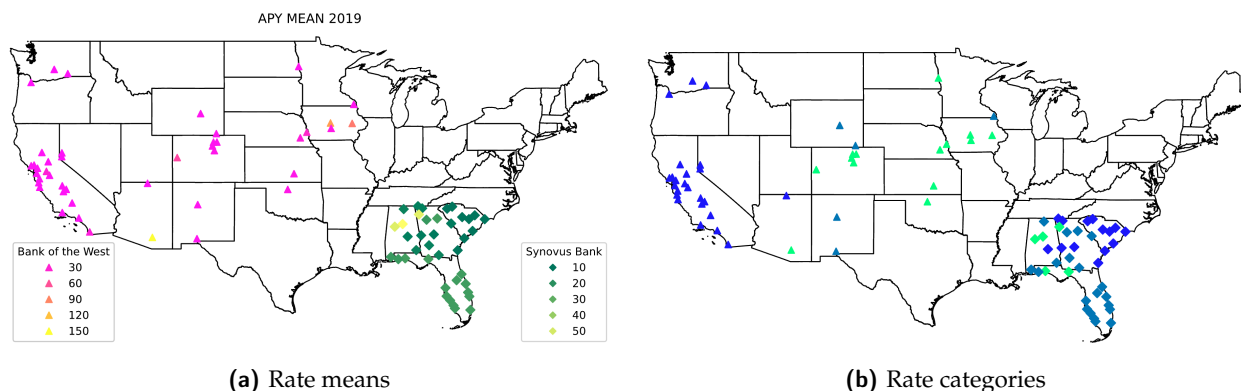 APY MEAN 2019
Bank of the West
30
60
90
120
150
Synovus Bank
10
20
30
40
50
(a) Rate means
(b) Rate categories